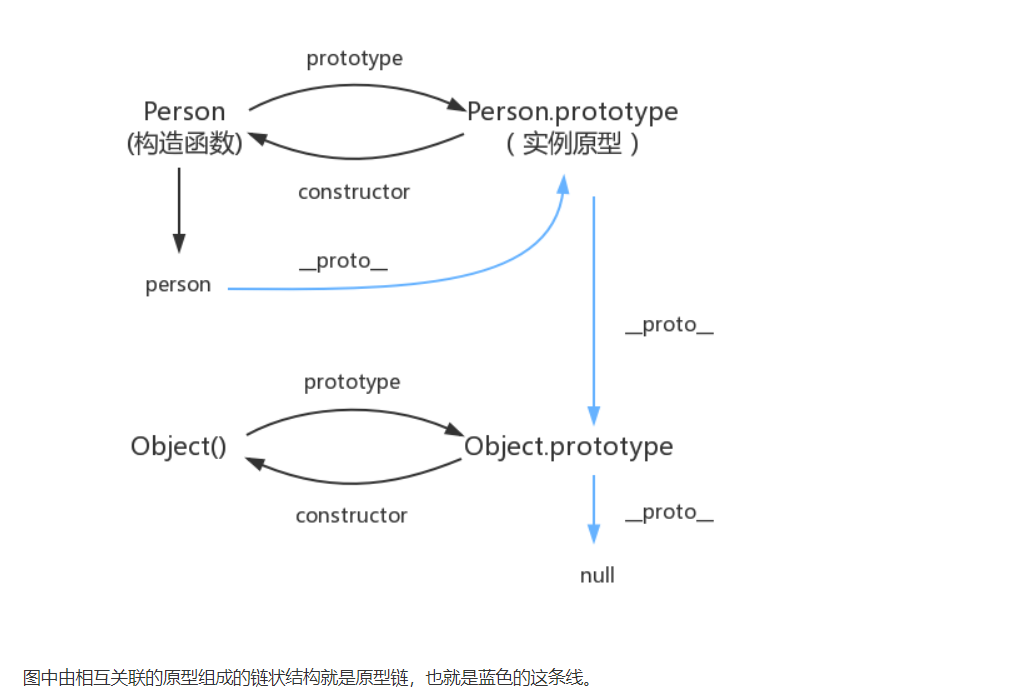 prototype
Person
(构造函数)
Person.prototype
（实例原型）
constructor
__proto__
person
__proto__
prototype
Object()
Object.prototype
constructor
__proto__
null
图中由相互关联的原型组成的链状结构就是原型链，也就是蓝色的这条线。